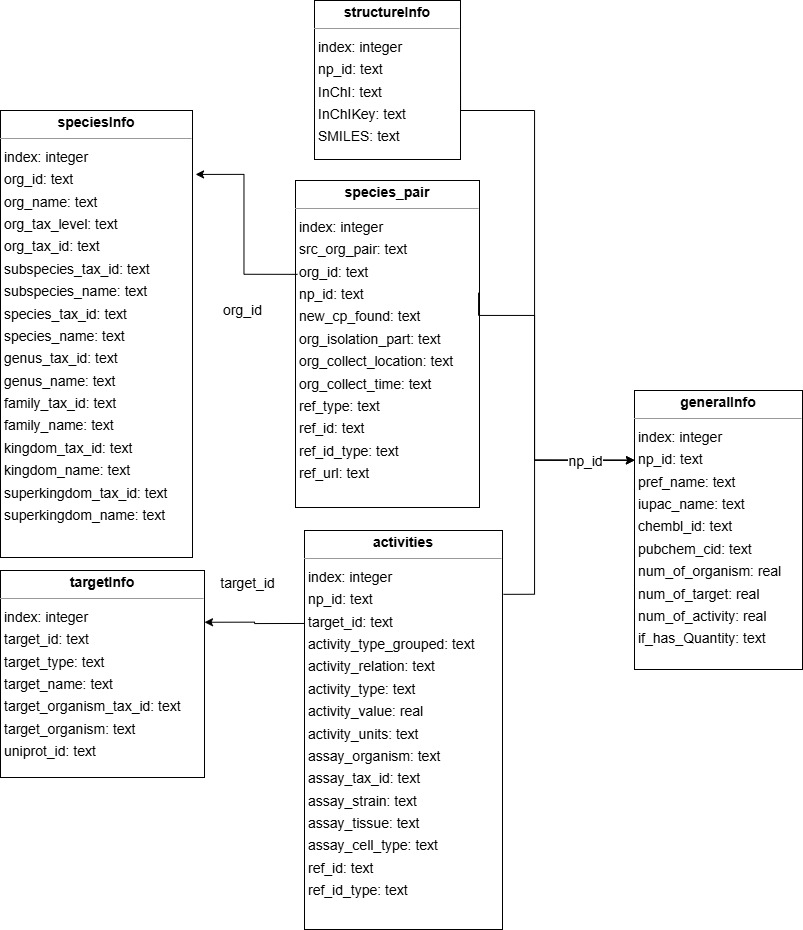 structureInfo
index: integer
np_id: text
InChI: text
InChIKey: text
SMILES: text
speciesInfo
index: integer
org_id: text
org_name: text
org_tax_level: text
org_tax_id: text
subspecies_tax_id: text
subspecies_name: text
species_tax_id: text
species_name: text
genus_tax_id: text
genus_name: text
family_tax_id: text
family_name: text
kingdom_tax_id: text
kingdom_name: text
superkingdom_tax_id: text
superkingdom_name: text
org_id
species_pair
index: integer
src_org_pair: text
org_id: text
np_id: text
new_cp_found: text
org_isolation_part: text
org_collect_location: text
org_collect_time: text
ref_type: text
ref_id: text
ref_id_type: text
ref_url: text
np_id
generalInfo
index: integer
np_id: text
pref_name: text
iupac_name: text
chembl_id: text
pubchem_cid: text
num_of_organism: real
num_of_target: real
num_of_activity: real
if_has_Quantity: text
targetInfo
index: integer
target_id: text
target_type: text
target_name: text
target_organism_tax_id: text
target_organism: text
uniprot_id: text
target_id
activities
index: integer
np_id: text
target_id: text
activity_type_grouped: text
activity_relation: text
activity_type: text
activity_value: real
activity_units: text
assay_organism: text
assay_tax_id: text
assay_strain: text
assay_tissue: text
assay_cell_type: text
ref_id: text
ref_id_type: text